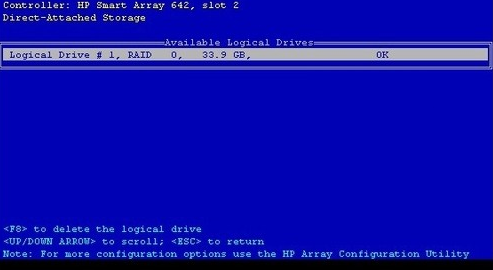 Controller: HP Smart Array 642, slot 2
Direct-Attached Storage
Available Logical Drives
Logical Drive # 1, RAID 0, 33.9 GB, OK
<F8> to delete the logical drive
<UP/DOWN ARROW> to scroll; <ESC> to return
Note: For more configuration options use the HP Array Configuration Utility